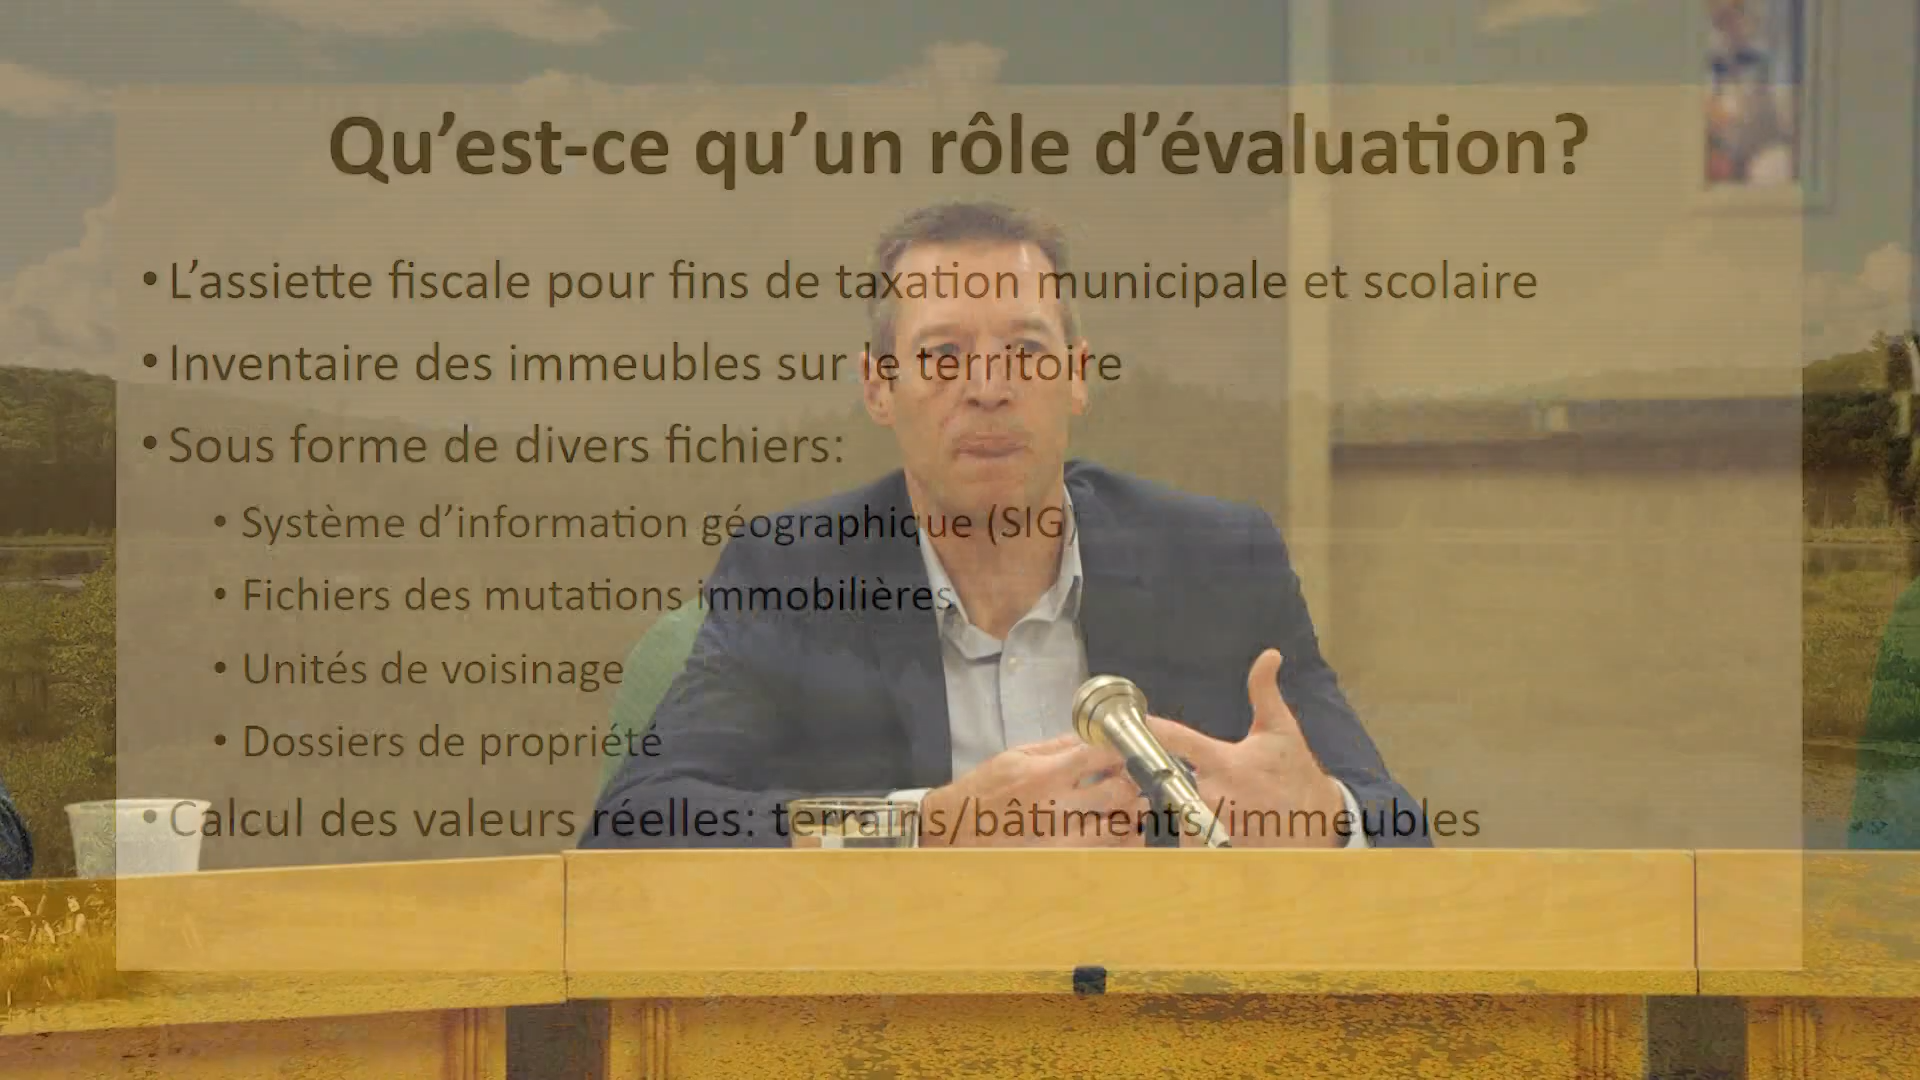 Qu’est-ce qu’un rôle d’évaluation?
• L’assiette fiscale pour fins de taxation municipale et scolaire
• Inventaire des immeubles sur le territoire
• Sous forme de divers fichiers:
• Système d’information géographique (SIG)
• Fichiers des mutations immobilières
• Unités de voisinage
• Dossiers de propriété
• Calcul des valeurs réelles: terrains/bâtiments/immeubles